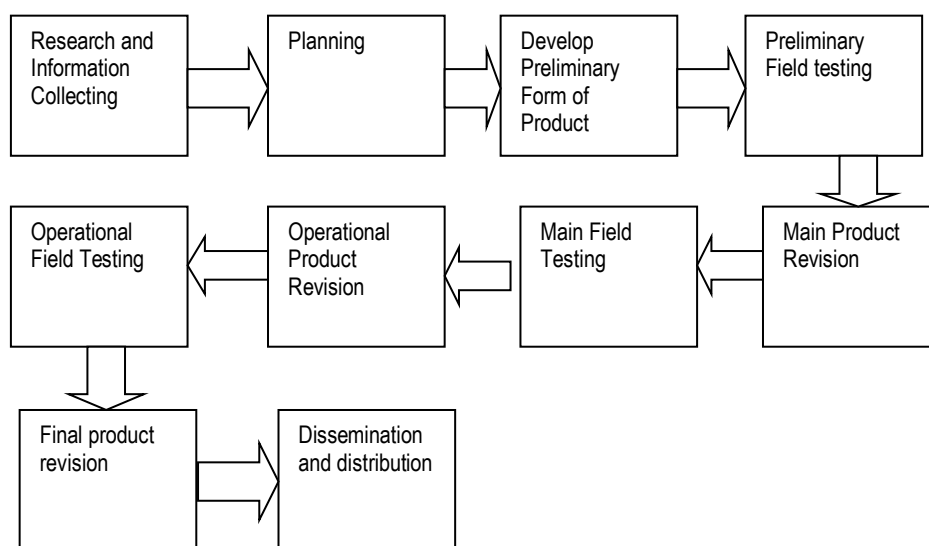 Research and
Information
Collecting
Planning
Develop
Preliminary
Form of
Product
Preliminary
Field testing
Main Product
Revision
Main Field
Testing
Operational
Product
Revision
Operational
Field Testing
Final product
revision
Dissemination
and distribution